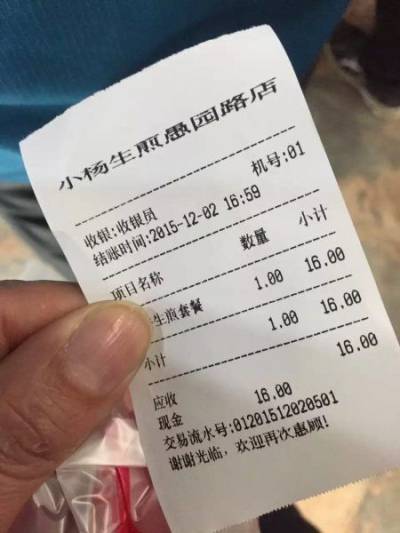 小杨生煎愚园路店
机号:01
收银:收银员
结账时间:2015-12-02 16:59
项目名称 数量 小计
生煎套餐 1.00 16.00
小计 1.00 16.00
16.00
应收 16.00
现金
交易流水号:01201512020501
谢谢光临, 欢迎再次惠顾!